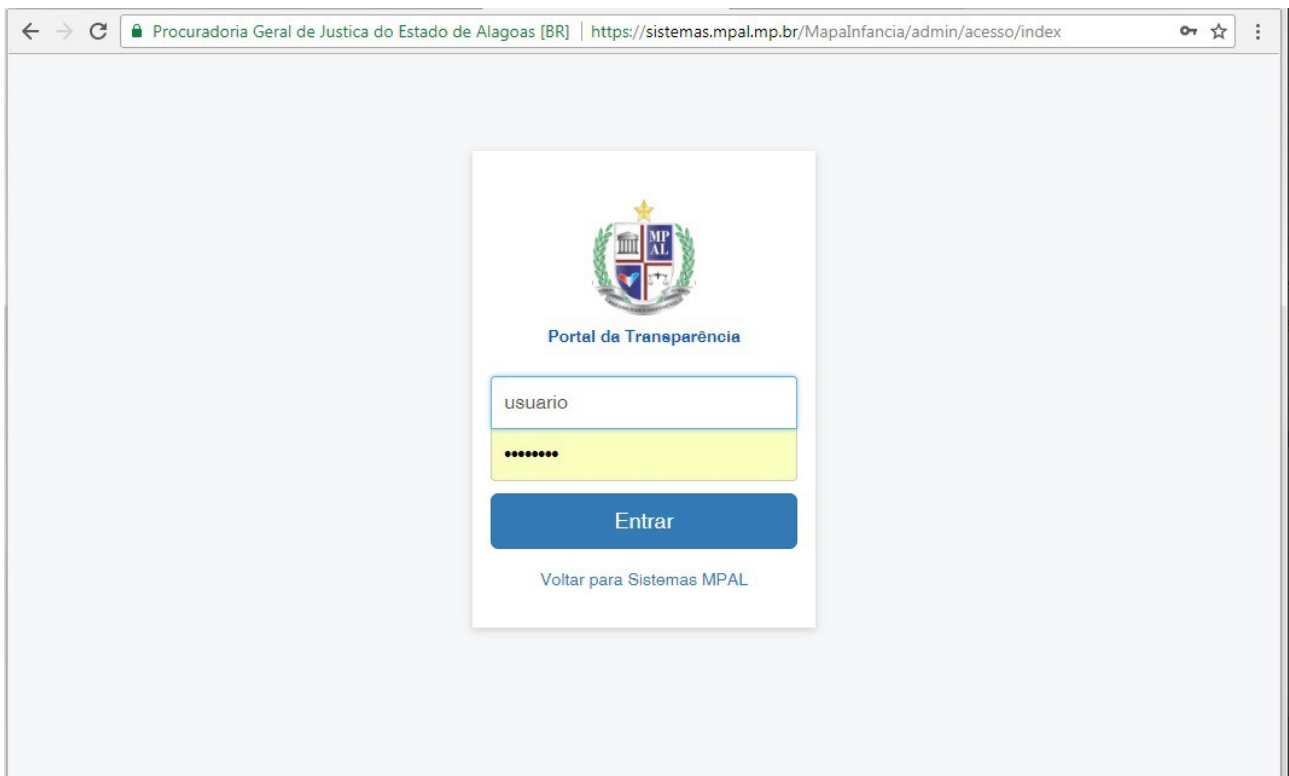 Procuradoria Geral de Justica do Estado de Alagoas [BR] | https://sistemas.mpal.mp.br/MapaInfancia/admin/acesso/index
MP
AL
Portal da Transparência
usuario
••••••••
Entrar
Voltar para Sistemas MPAL